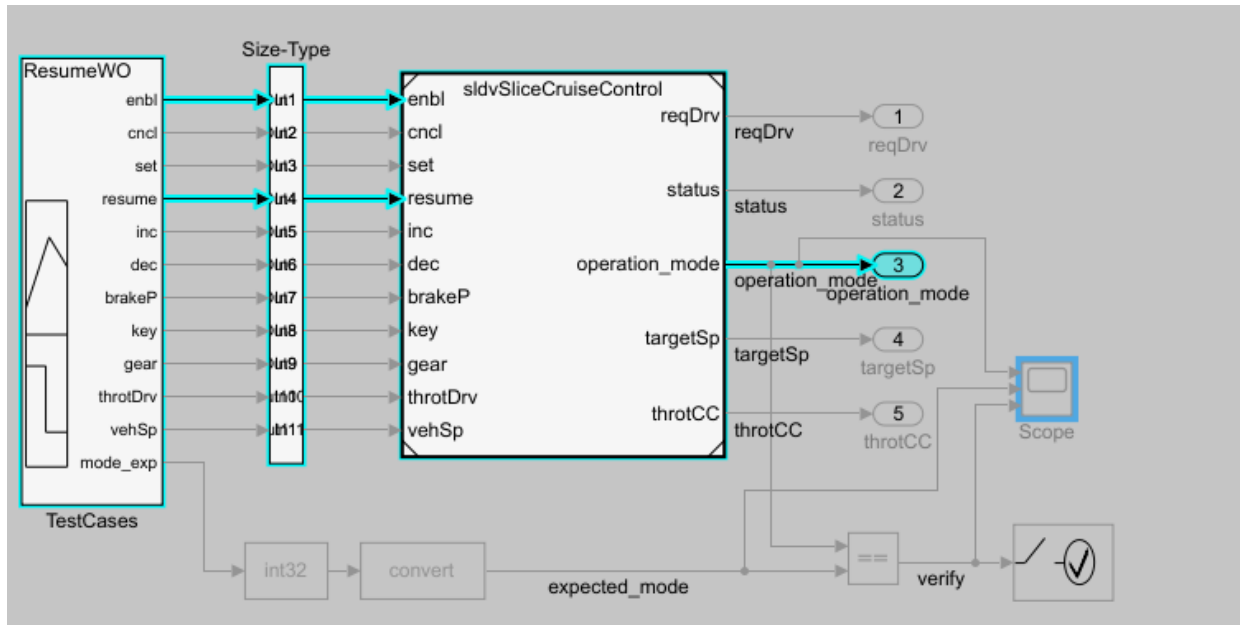 Size-Type
ResumeWO
enbl
cncl
set
resume
inc
dec
brakeP
key
gear
throtDrv
vehSp
mode_exp
TestCases
sldvSliceCruiseControl
enbl
cncl
set
resume
inc
dec
brakeP
key
gear
throtDrv
vehSp
reqDrv
status
operation_mode
targetSp
throtCC
reqDrv
status
operation_mode
targetSp
throtCC
1
reqDrv
2
status
3
operation_mode
4
targetSp
5
throtCC
Scope
int32
convert
expected_mode
==
verify